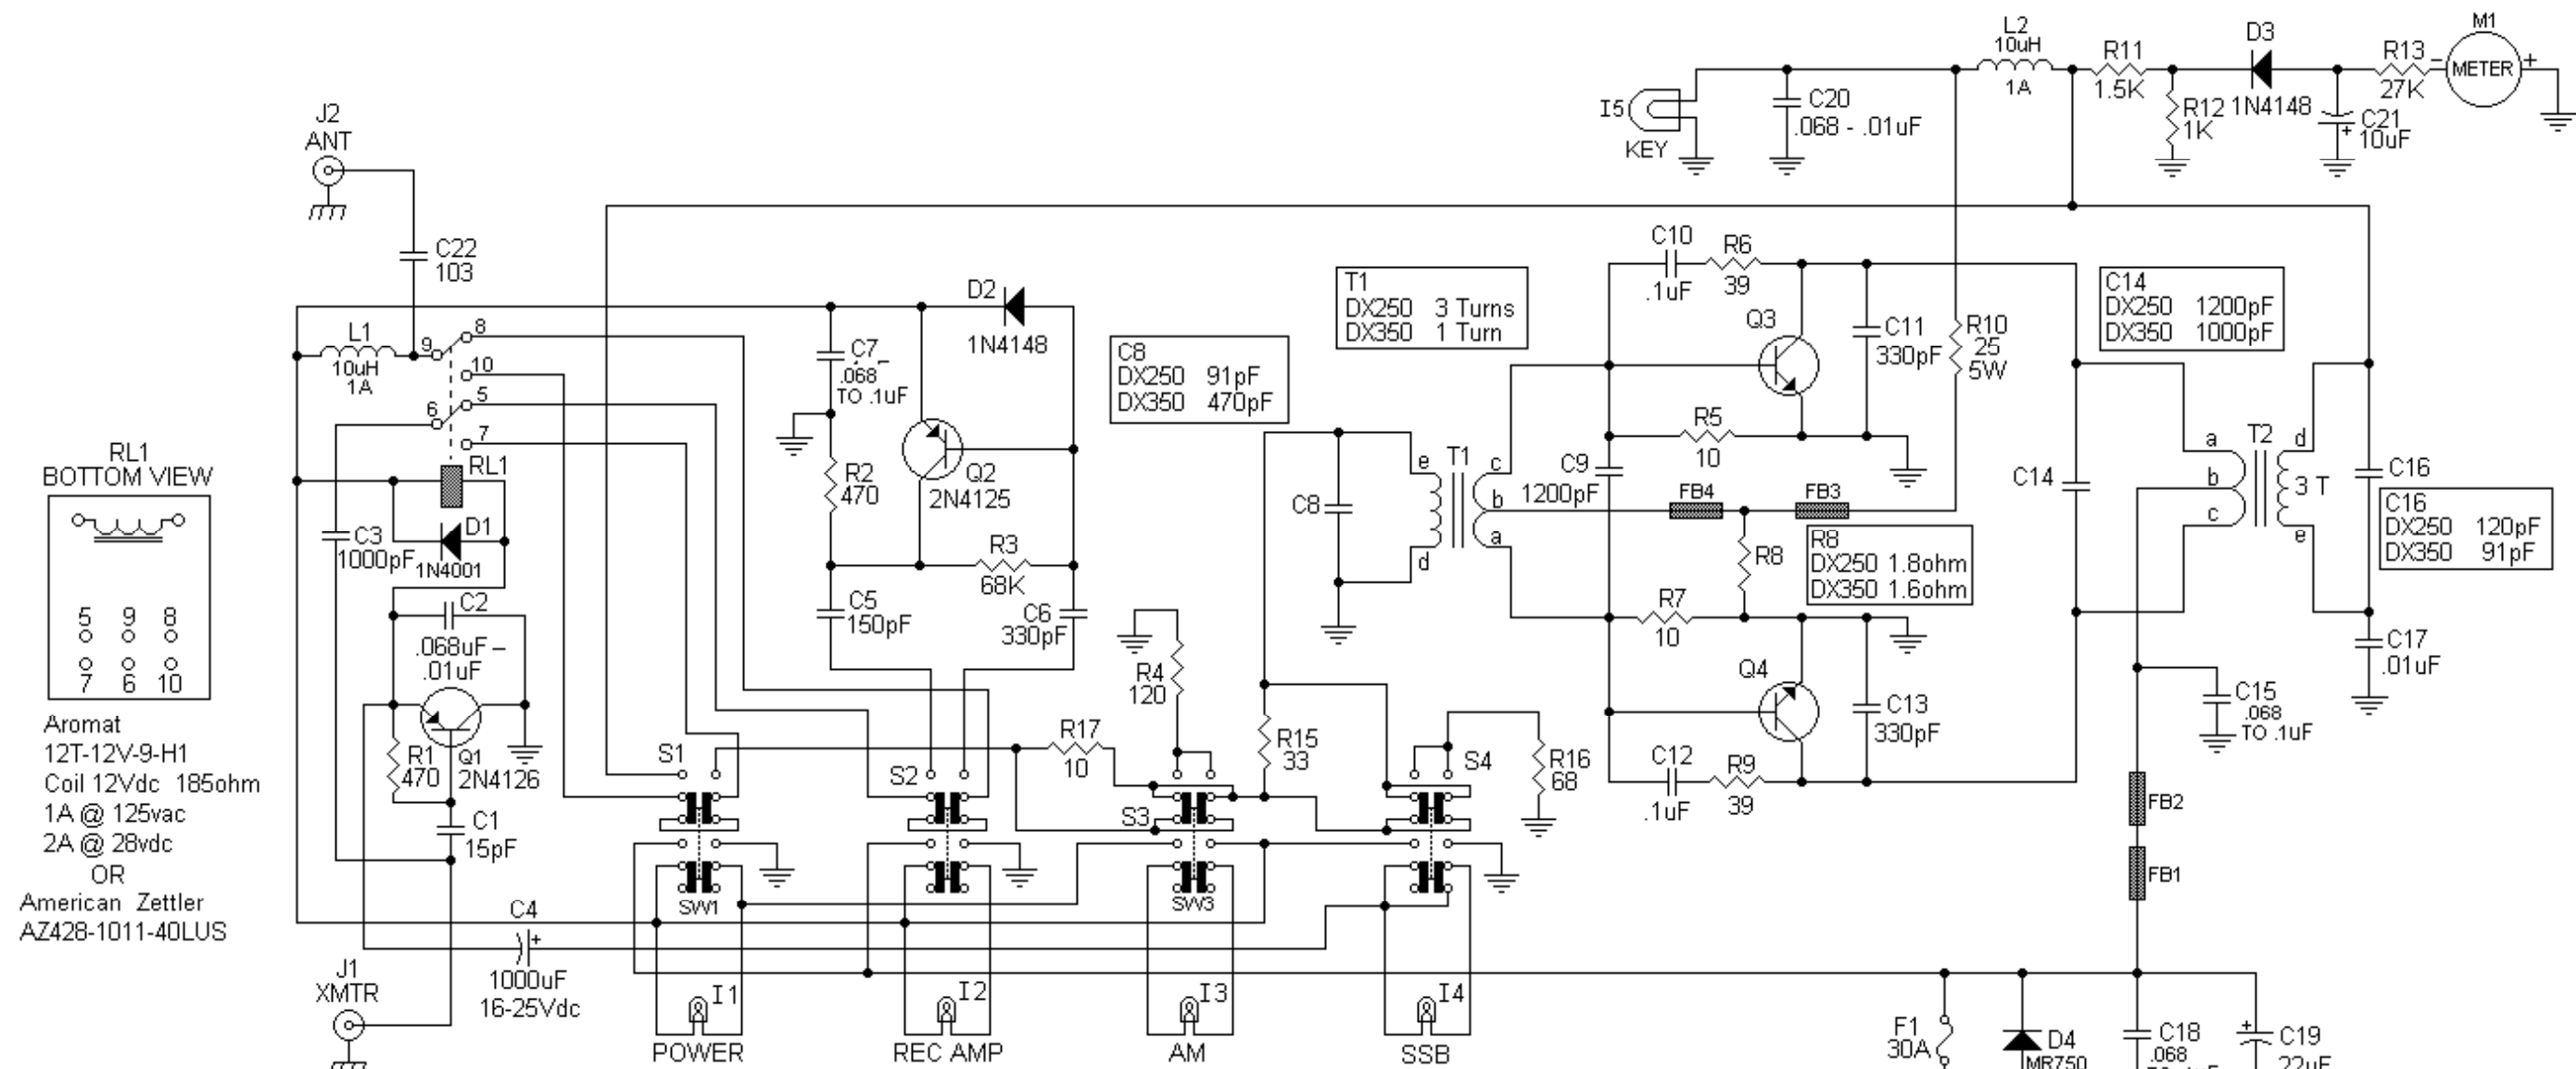 M1
L2
10uH
1A
R11
1.5K
D3
1N4148
R13
27K
- METER +
R12
1K
C21
+ 10uF
I5
KEY
C20
.068 - .01uF
J2
ANT
C22
103
L1
10uH
1A
9
8
10
5
6
7
RL1
D2
1N4148
C7
.068
TO .1uF
Q2
2N4125
R2
470
R3
68K
C5
150pF
C6
330pF
C8
DX250 91pF
DX350 470pF
T1
DX250 3 Turns
DX350 1 Turn
C10
.1uF
R6
39
Q3
C11
330pF
R10
25
5W
C14
DX250 1200pF
DX350 1000pF
R5
10
C9
1200pF
FB4
FB3
C8
e
d
T1
c
b
a
R8
R8
DX250 1.8ohm
DX350 1.6ohm
R7
10
Q4
C13
330pF
C12
.1uF
R9
39
C14
a
b
c
T2
d
3 T
e
C16
C16
DX250 120pF
DX350 91pF
C17
.01uF
C15
.068
TO .1uF
FB2
FB1
RL1
BOTTOM VIEW
5 9 8
7 6 10
Aromat
12T-12V-9-H1
Coil 12Vdc 185ohm
1A @ 125vac
2A @ 28vdc
OR
American Zettler
AZ428-1011-40LUS
C3
1000pF
D1
1N4001
C2
.068uF –
.01uF
R1
470
Q1
2N4126
C1
15pF
C4
+
1000uF
16-25Vdc
J1
XMTR
R4
120
R17
10
R15
33
R16
68
S1
S2
S3
S4
SW1
SW3
I1
POWER
I2
REC AMP
I3
AM
I4
SSB
F1
30A
D4
MR750
C18
.068
+ C19
22uF